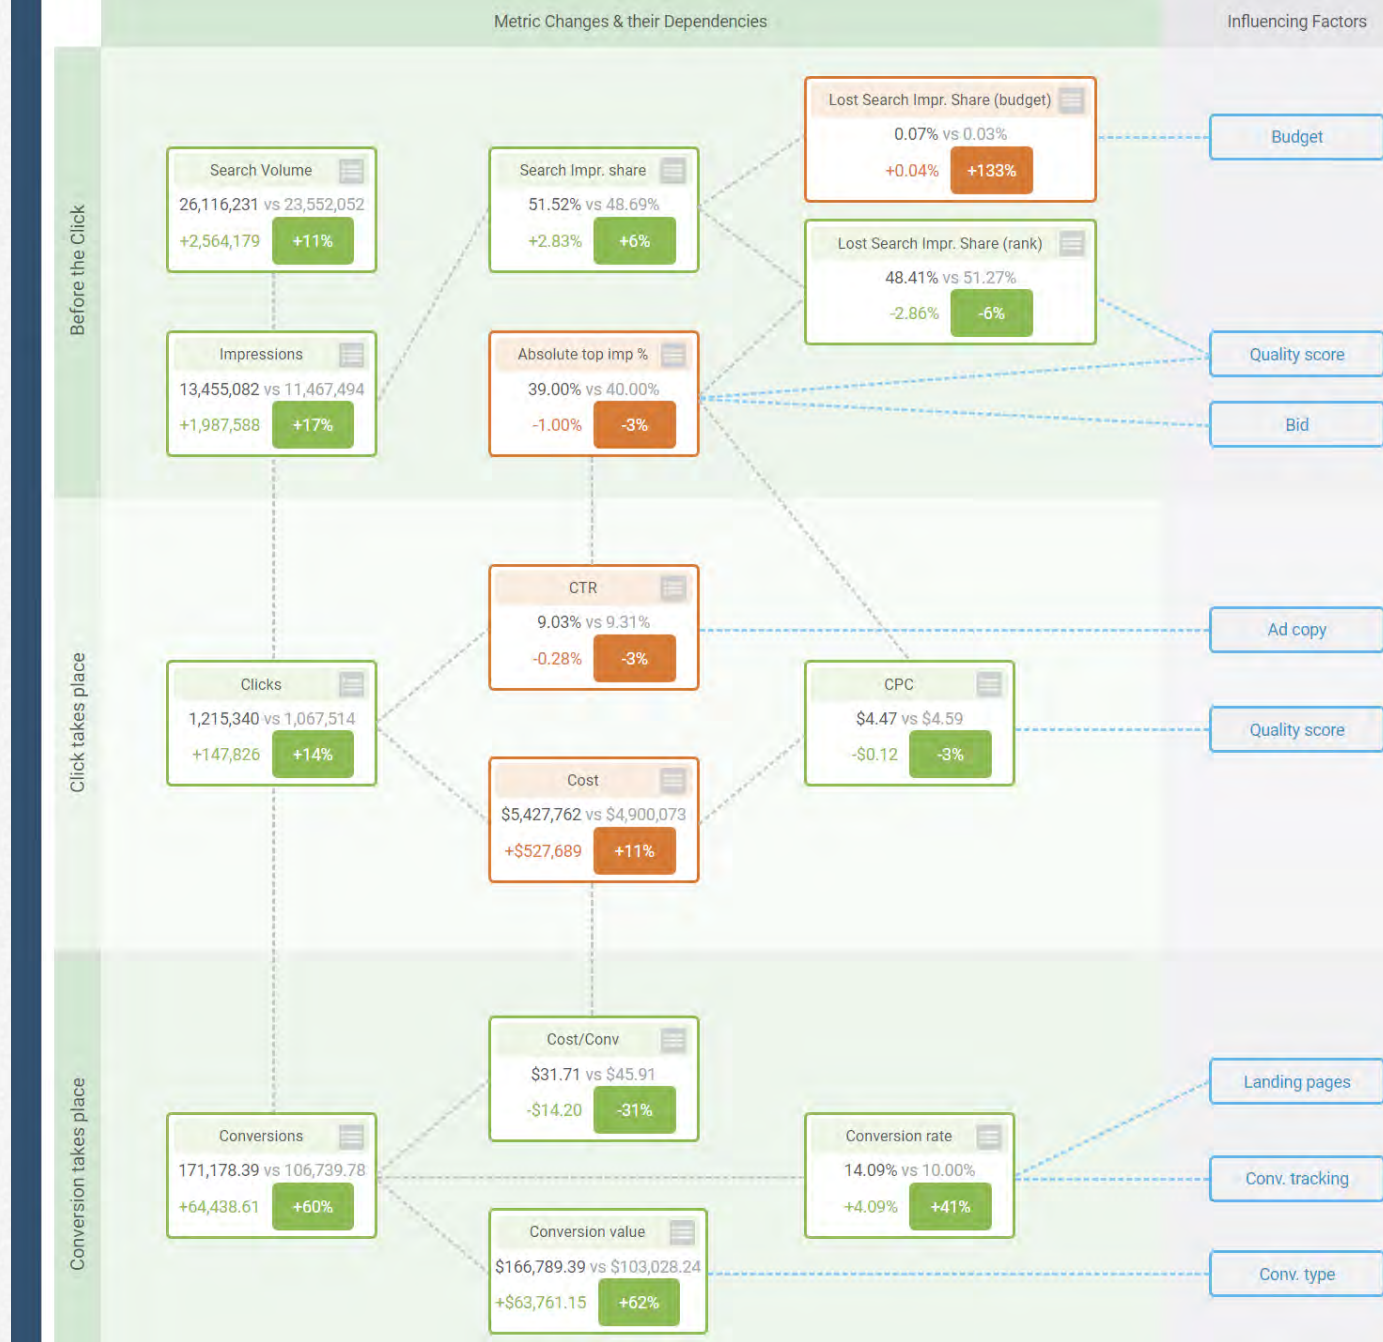 Metric Changes & their Dependencies
Influencing Factors
Before the Click
Search Volume
26,116,231 vs 23,552,052
+2,564,179 +11%
Search Impr. share
51.52% vs 48.69%
+2.83% +6%
Lost Search Impr. Share (budget)
0.07% vs 0.03%
+0.04% +133%
Budget
Lost Search Impr. Share (rank)
48.41% vs 51.27%
-2.86% -6%
Impressions
13,455,082 vs 11,467,494
+1,987,588 +17%
Absolute top imp %
39.00% vs 40.00%
-1.00% -3%
Quality score
Bid
Click takes place
CTR
9.03% vs 9.31%
-0.28% -3%
Ad copy
Clicks
1,215,340 vs 1,067,514
+147,826 +14%
CPC
$4.47 vs $4.59
-$0.12 -3%
Quality score
Cost
$5,427,762 vs $4,900,073
+$527,689 +11%
Conversion takes place
Cost/Conv
$31.71 vs $45.91
-$14.20 -31%
Landing pages
Conversions
171,178.39 vs 106,739.78
+64,438.61 +60%
Conversion rate
14.09% vs 10.00%
+4.09% +41%
Conv. tracking
Conversion value
$166,789.39 vs $103,028.24
+$63,761.15 +62%
Conv. type